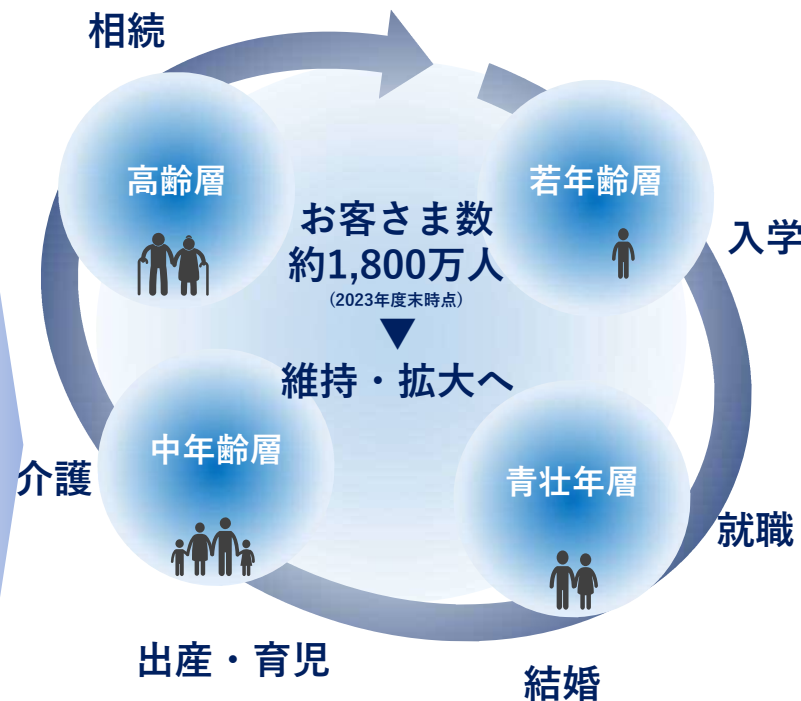 相続
高齢層
若年齢層
入学
お客さま数
約1,800万人
(2023年度末時点)
▼
維持・拡大へ
中年齢層
青壮年層
介護
就職
出産・育児
結婚